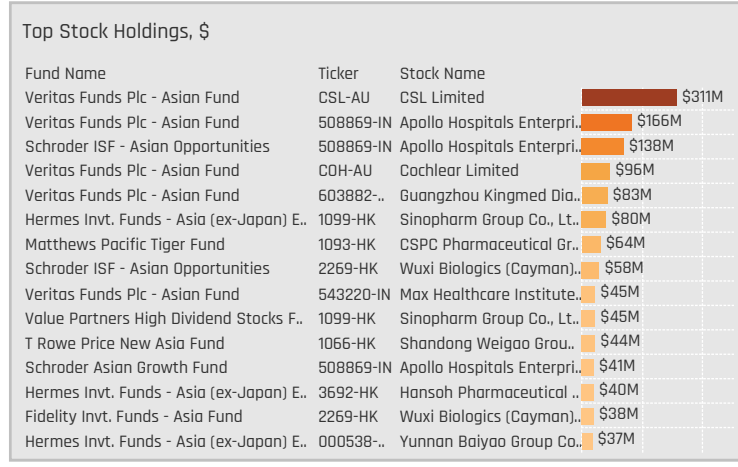 Top Stock Holdings, $
Fund Name Ticker Stock Name
Veritas Funds Plc - Asian Fund CSL-AU CSL Limited $311M
Veritas Funds Plc - Asian Fund 508869-IN Apollo Hospitals Enterpri.. $166M
Schroder ISF - Asian Opportunities 508869-IN Apollo Hospitals Enterpri.. $138M
Veritas Funds Plc - Asian Fund COH-AU Cochlear Limited $96M
Veritas Funds Plc - Asian Fund 603882-.. Guangzhou Kingmed Dia.. $83M
Hermes Invt. Funds - Asia (ex-Japan) E.. 1099-HK Sinopharm Group Co., Lt.. $80M
Matthews Pacific Tiger Fund 1093-HK CSPC Pharmaceutical Gr.. $64M
Schroder ISF - Asian Opportunities 2269-HK Wuxi Biologics (Cayman).. $58M
Veritas Funds Plc - Asian Fund 543220-IN Max Healthcare Institute.. $45M
Value Partners High Dividend Stocks F.. 1099-HK Sinopharm Group Co., Lt.. $45M
T Rowe Price New Asia Fund 1066-HK Shandong Weigao Grou.. $44M
Schroder Asian Growth Fund 508869-IN Apollo Hospitals Enterpri.. $41M
Hermes Invt. Funds - Asia (ex-Japan) E.. 3692-HK Hansoh Pharmaceutical .. $40M
Fidelity Invt. Funds - Asia Fund 2269-HK Wuxi Biologics (Cayman).. $38M
Hermes Invt. Funds - Asia (ex-Japan) E.. 000538-.. Yunnan Baiyao Group Co.. $37M